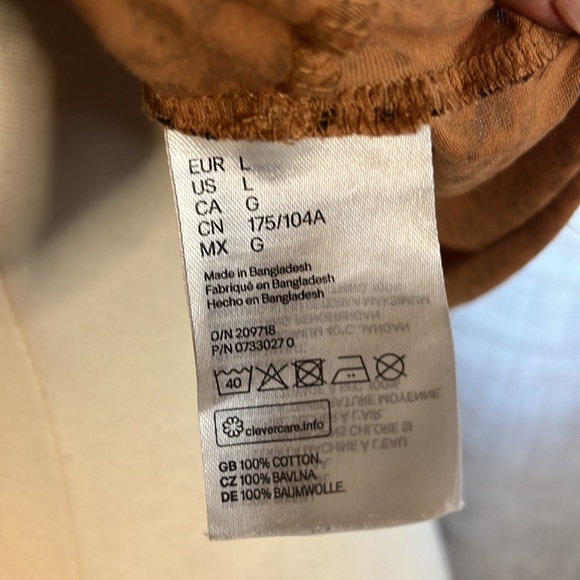 EUR L
US L
CA G
CN 175/104A
MX G
Made in Bangladesh
Fabriqué en Bangladesh
Hecho en Bangladesh
O/N 209718
P/N 0733027 0
40
clevercare.info
GB 100% COTTON.
CZ 100% BAVLNA.
DE 100% BAUMWOLLE.